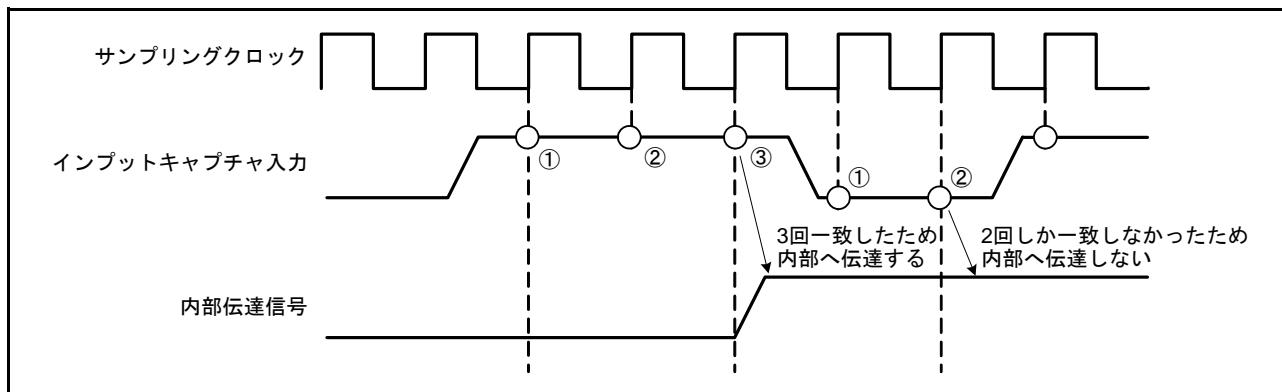 サンプリングクロック
インプットキャプチャ入力
① ② ③ ① ②
3回一致したため
内部へ伝達する
2回しか一致しなかったため
内部へ伝達しない
内部伝達信号